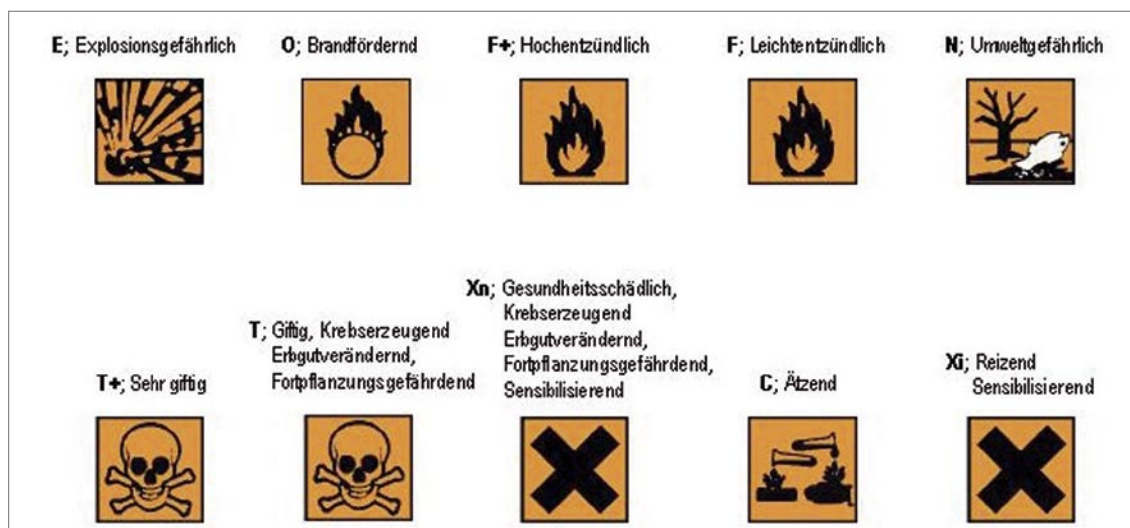 E; Explosionsgefährlich
O; Brandfördernd
F+; Hochentzündlich
F; Leichtentzündlich
N; Umweltgefährlich
T+; Sehr giftig
T; Giftig, Krebserzeugend
Erbgutverändernd,
Fortpflanzungsgefährdend
Xn; Gesundheitsschädlich,
Krebserzeugend
Erbgutverändernd,
Fortpflanzungsgefährdend,
Sensibilisierend
C; Ätzend
Xi; Reizend
Sensibilisierend